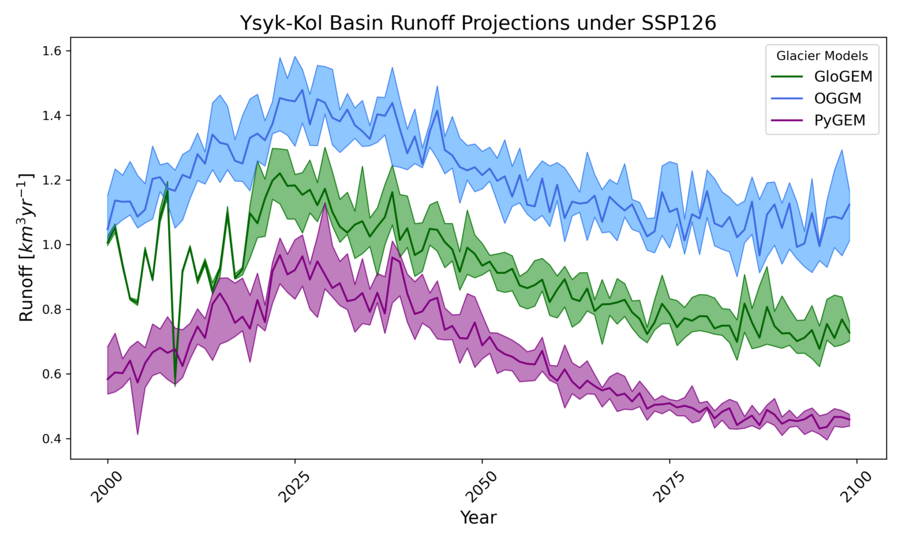 Ysyk-Kol Basin Runoff Projections under SSP126
Glacier Models
GloGEM
OGGM
PyGEM
Runoff [km³yr⁻¹]
1.6
1.4
1.2
1.0
0.8
0.6
0.4
2000
2025
2050
2075
2100
Year